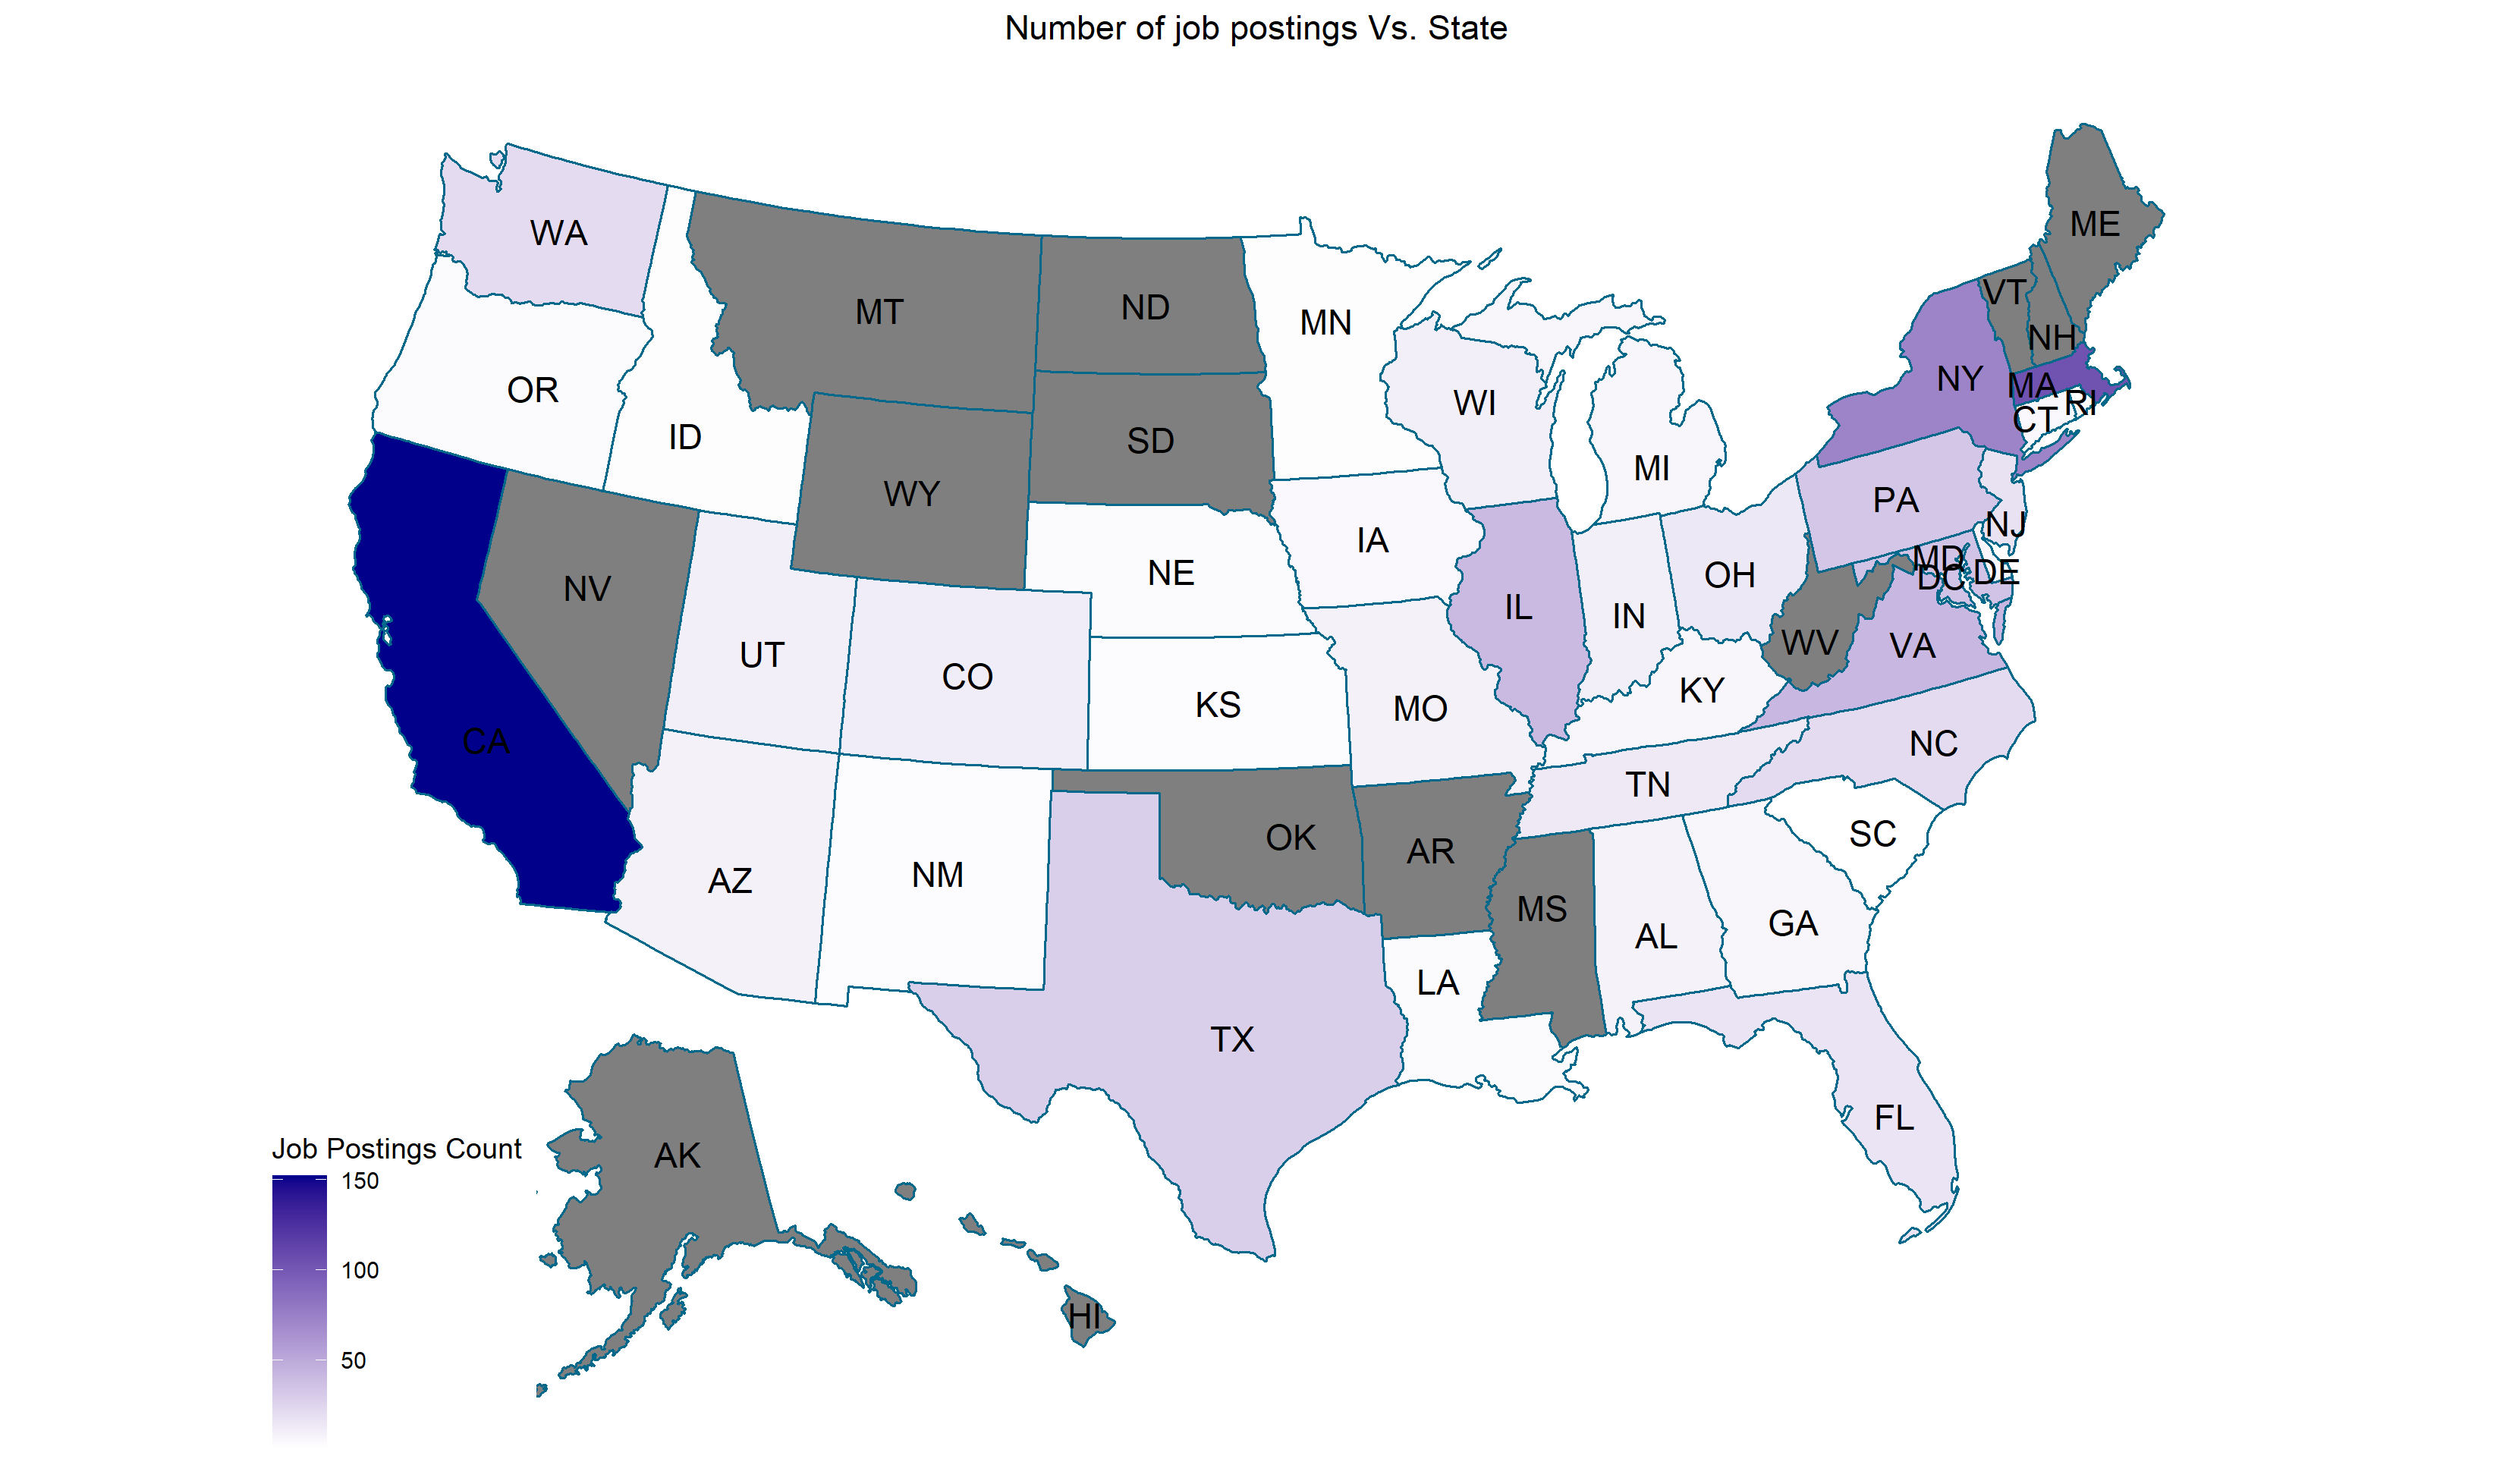 Number of job postings Vs. State
ME
WA
VT
MT
ND
MN
NH
NY
MA
OR
WI
RI
CT
ID
SD
MI
WY
PA
NJ
IA
MD
NE
DE
OH
DC
NV
IL
IN
WV
VA
UT
CO
KY
KS
MO
CA
NC
TN
SC
OK
AR
AZ
NM
MS
GA
AL
LA
TX
FL
AK
HI
Job Postings Count
150
100
50